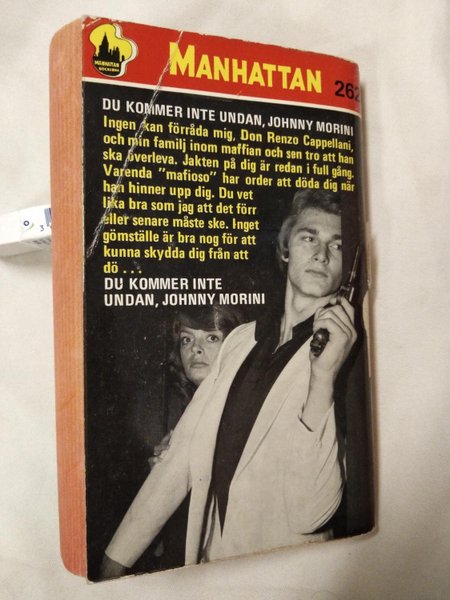 MANHATTAN
MANHATTAN
262
DU KOMMER INTE UNDAN, JOHNNY MORINI
Ingen kan förråda mig, Don Renzo Cappellani,
och min familj inom maffian och sen tro att han
ska överleva. Jakten på dig är redan i full gång.
Varenda "mafioso" har order att döda dig när
han hinner upp dig. Du vet
lika bra som jag att det förr
eller senare måste ske. Inget
gömställe är bra nog för att
kunna skydda dig från att
dö . . .
DU KOMMER INTE
UNDAN, JOHNNY MORINI